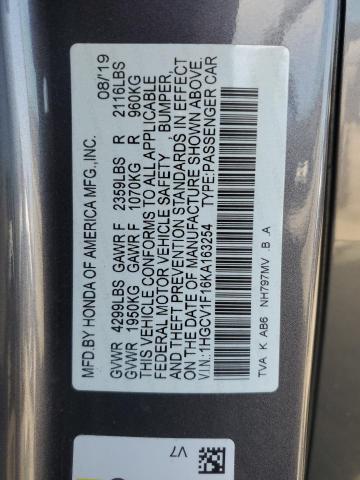 MFD.BY HONDA OF AMERICA MFG.,INC. 08/'19
GVWR 4299LBS GAWR F 2359LBS R 2116LBS
GVWR 1950KG GAWR F 1070KG R 960KG
THIS VEHICLE CONFORMS TO ALL APPLICABLE
FEDERAL MOTOR VEHICLE SAFETY, BUMPER,
AND THEFT PREVENTION STANDARDS IN EFFECT
ON THE DATE OF MANUFACTURE SHOWN ABOVE.
V.I.N.:1HGCV1F16KA163254 TYPE:PASSENGER CAR
TVA K AB6 NH797MV B .A
V7